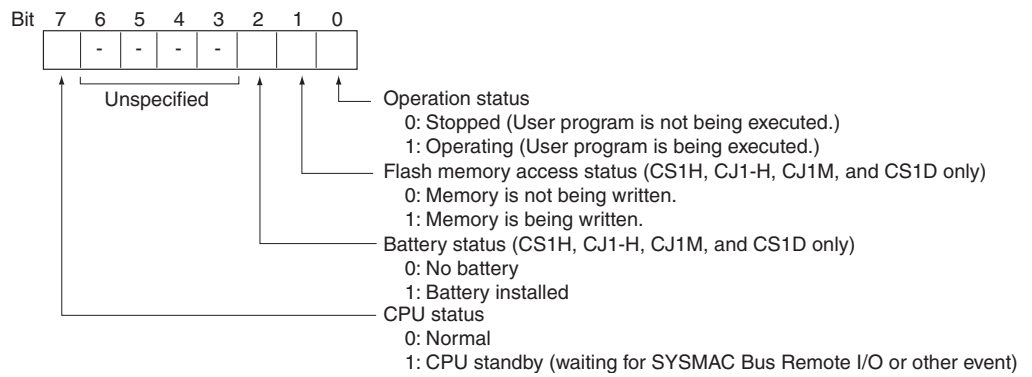 Bit 7 6 5 4 3 2 1 0
- - - -
Unspecified
Operation status
0: Stopped (User program is not being executed.)
1: Operating (User program is being executed.)
Flash memory access status (CS1H, CJ1-H, CJ1M, and CS1D only)
0: Memory is not being written.
1: Memory is being written.
Battery status (CS1H, CJ1-H, CJ1M, and CS1D only)
0: No battery
1: Battery installed
CPU status
0: Normal
1: CPU standby (waiting for SYSMAC Bus Remote I/O or other event)